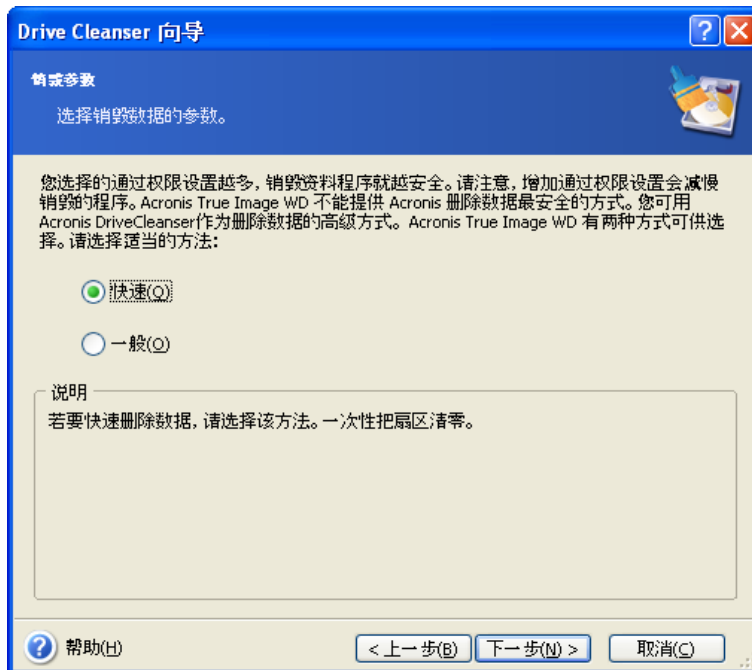 Drive Cleanser 向导
销毁参数
选择销毁数据的参数。
您选择的通过权限设置越多，销毁资料程序就越安全。请注意，增加通过权限设置会减慢
销毁的程序。Acronis True Image WD 不能提供 Acronis 删除数据最安全的方式。您可用
Acronis DriveCleanser作为删除数据的高级方式。Acronis True Image WD 有两种方式可供选
择。请选择适当的方法：
快速(Q)
一般(O)
说明
若要快速删除数据，请选择该方法。一次性把扇区清零。
帮助(H)
< 上一步(B)
下一步(N) >
取消(C)